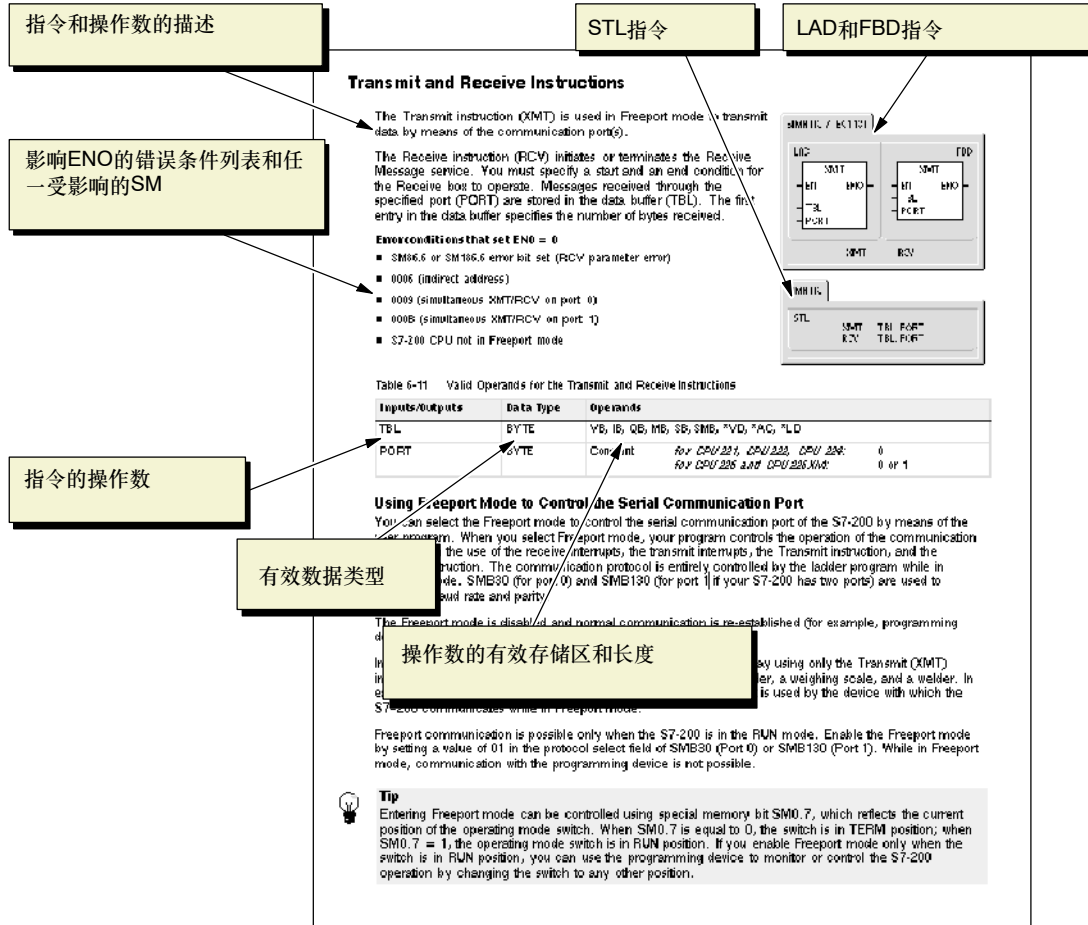 指令和操作数的描述
STL指令
LAD和FBD指令
影响ENO的错误条件列表和任
一受影响的SM
指令的操作数
有效数据类型
操作数的有效存储区和长度
Transmit and Receive Instructions
The Transmit instruction (XMT) is used in Freeport mode transmit
data by means of the communication port(s).
The Receive instruction (RCV) initiates or terminates the Receive
Message service. You must specify a start and an end condition for
the Receive box to operate. Messages received through the
specified port (PORT) are stored in the data buffer (TBL). The first
entry in the data buffer specifies the number of bytes received.
Error conditions that set ENO = 0
■ SM86.6 or SM186.6 error bit set (RCV parameter error)
■ 0006 (indirect address)
■ 0009 (simultaneous XMT/RCV on port 0)
■ 000B (simultaneous XMT/RCV on port 1)
■ S7-200 CPU not in Freeport mode
LAD
FBD
XMT
XMT
EN ENO
EN ENO
TBL
PORT
PORT
XMT RCV
STL
XMT TBL, PORT
RCV TBL, PORT
Table 6-11 Valid Operands for the Transmit and Receive Instructions
Inputs/Outputs Data Type Operands
TBL BYTE VB, IB, QB, MB, SB, SMB, *VD, *AC, *LD
PORT BYTE Constant for CPU 221, CPU 222, CPU 224: 0
for CPU 226 and CPU 226XM: 0 or 1
Using Freeport Mode to Control the Serial Communication Port
You can select the Freeport mode to control the serial communication port of the S7-200 by means of the
user program. When you select Freeport mode, your program controls the operation of the communication
the use of the receive interrupts, the transmit interrupts, the Transmit instruction, and the
ruction. The communication protocol is entirely controlled by the ladder program while in
de. SMB30 (for port 0) and SMB130 (for port 1 if your S7-200 has two ports) are used to
aud rate and parity
The Freeport mode is disabled and normal communication is re-established (for example, programming
ay using only the Transmit (XMT)
er, a weighing scale, and a welder. In
is used by the device with which the
S7-200 communicates while in Freeport mode.
Freeport communication is possible only when the S7-200 is in the RUN mode. Enable the Freeport mode
by setting a value of 01 in the protocol select field of SMB30 (Port 0) or SMB130 (Port 1). While in Freeport
mode, communication with the programming device is not possible.
Tip
Entering Freeport mode can be controlled using special memory bit SM0.7, which reflects the current
position of the operating mode switch. When SM0.7 is equal to 0, the switch is in TERM position; when
SM0.7 = 1, the operating mode switch is in RUN position. If you enable Freeport mode only when the
switch is in RUN position, you can use the programming device to monitor or control the S7-200
operation by changing the switch to any other position.